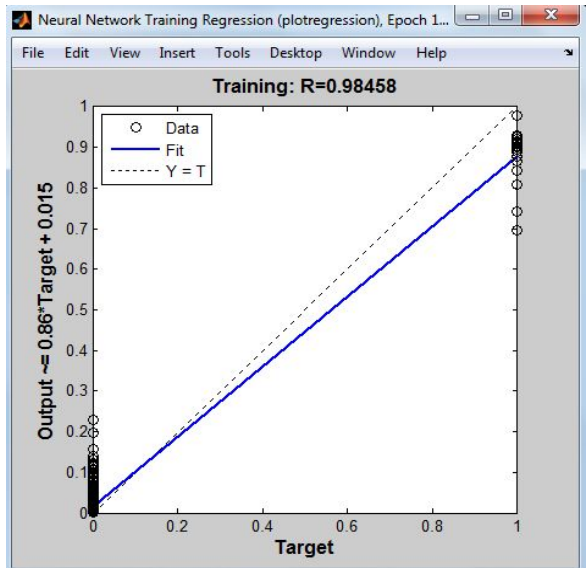 Neural Network Training Regression (plotregression), Epoch 1...
File Edit View Insert Tools Desktop Window Help
Training: R=0.98458
Data
Fit
Y = T
Output ~= 0.86*Target + 0.015
1
0.9
0.8
0.7
0.6
0.5
0.4
0.3
0.2
0.1
0
0 0.2 0.4 0.6 0.8 1
Target